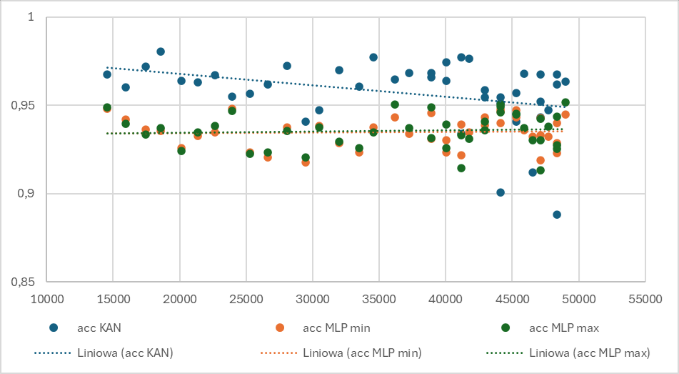 1
0,95
0,9
0,85
10000 15000 20000 25000 30000 35000 40000 45000 50000 55000
acc KAN acc MLP min acc MLP max
Liniowa (acc KAN) Liniowa (acc MLP min) Liniowa (acc MLP max)